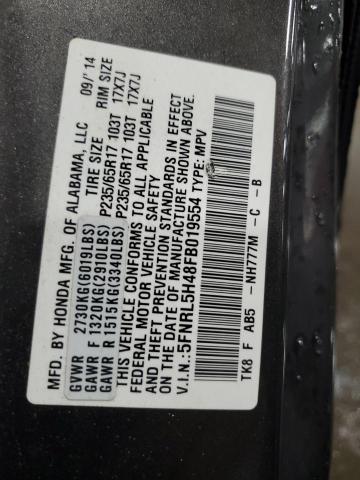 MFD. BY HONDA MFG. OF ALABAMA, LLC 09/'14
TIRE SIZE RIM SIZE
GVWR 2730KG(6019LBS)
GAWR F 1320KG(2910LBS) P235/65R17 103T 17X7J
GAWR R 1515KG(3340LBS) P235/65R17 103T 17X7J
THIS VEHICLE CONFORMS TO ALL APPLICABLE
FEDERAL MOTOR VEHICLE SAFETY
AND THEFT PREVENTION STANDARDS IN EFFECT
ON THE DATE OF MANUFACTURE SHOWN ABOVE.
V.I.N.:5FNRL5H48FB019554 TYPE: MPV
TK8 F AB5 -NH777M - C - B